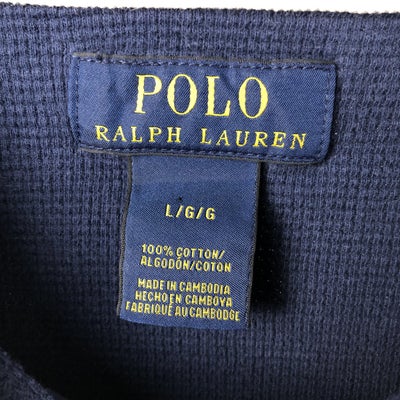 POLO
RALPH LAUREN
L/G/G
100% COTTON/
ALGODÓN/COTON
MADE IN CAMBODIA
HECHO EN CAMBOYA
FABRIQUÉ AU CAMBODGE